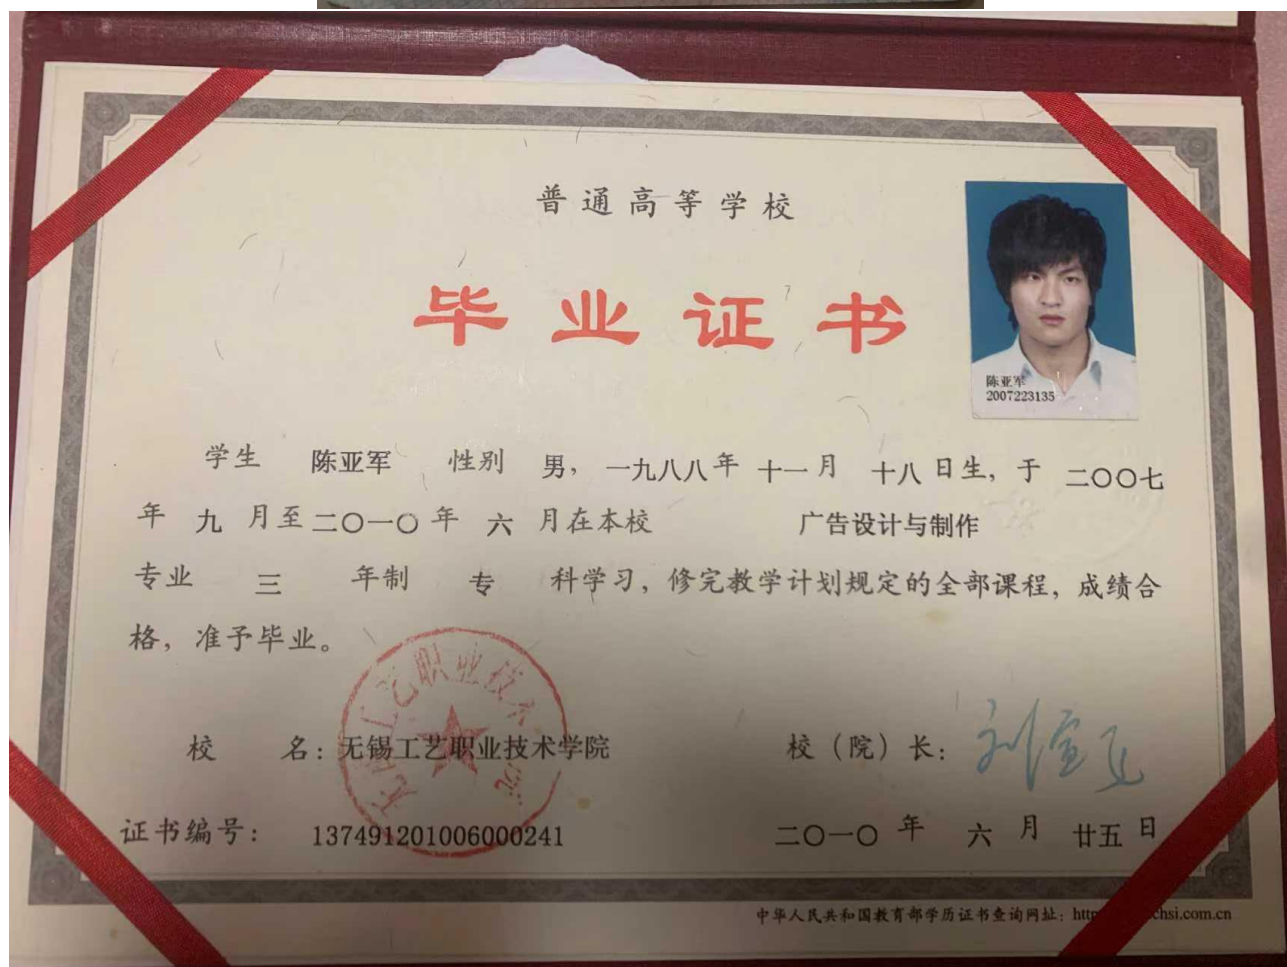 普通高等学校
毕业证书
陈亚军
2007223135
学生 陈亚军 性别 男，一九八八年 十一月 十八日生，于 二〇〇七
年 九 月至二〇一〇年 六 月在本校 广告设计与制作
专业 三 年制 专 科学习，修完教学计划规定的全部课程，成绩合
格，准予毕业。
校 名：无锡工艺职业技术学院 校（院）长：
证书编号： 137491201006000241 二〇一〇 年 六 月 廿五 日
中华人民共和国教育部学历证书查询网址：http chsi.com.cn